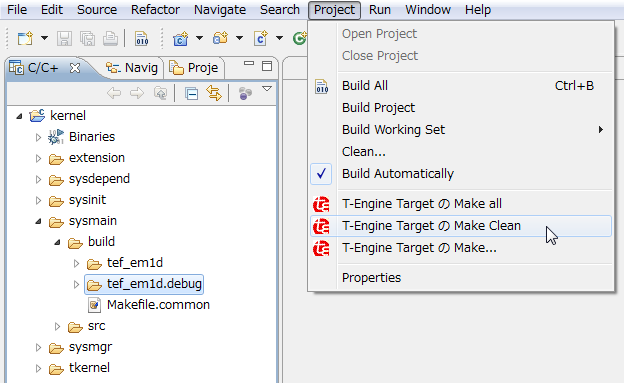 File Edit Source Refactor Navigate Search Project Run Window Help
Open Project
Close Project
Build All Ctrl+B
Build Project
Build Working Set
Clean...
Build Automatically
T-Engine Target の Make all
T-Engine Target の Make Clean
T-Engine Target の Make...
Properties
C/C+ Navig Proje
kernel
Binaries
extension
sysdepend
sysinit
sysmain
build
tef_em1d
tef_em1d.debug
Makefile.common
src
sysmgr
tkernel